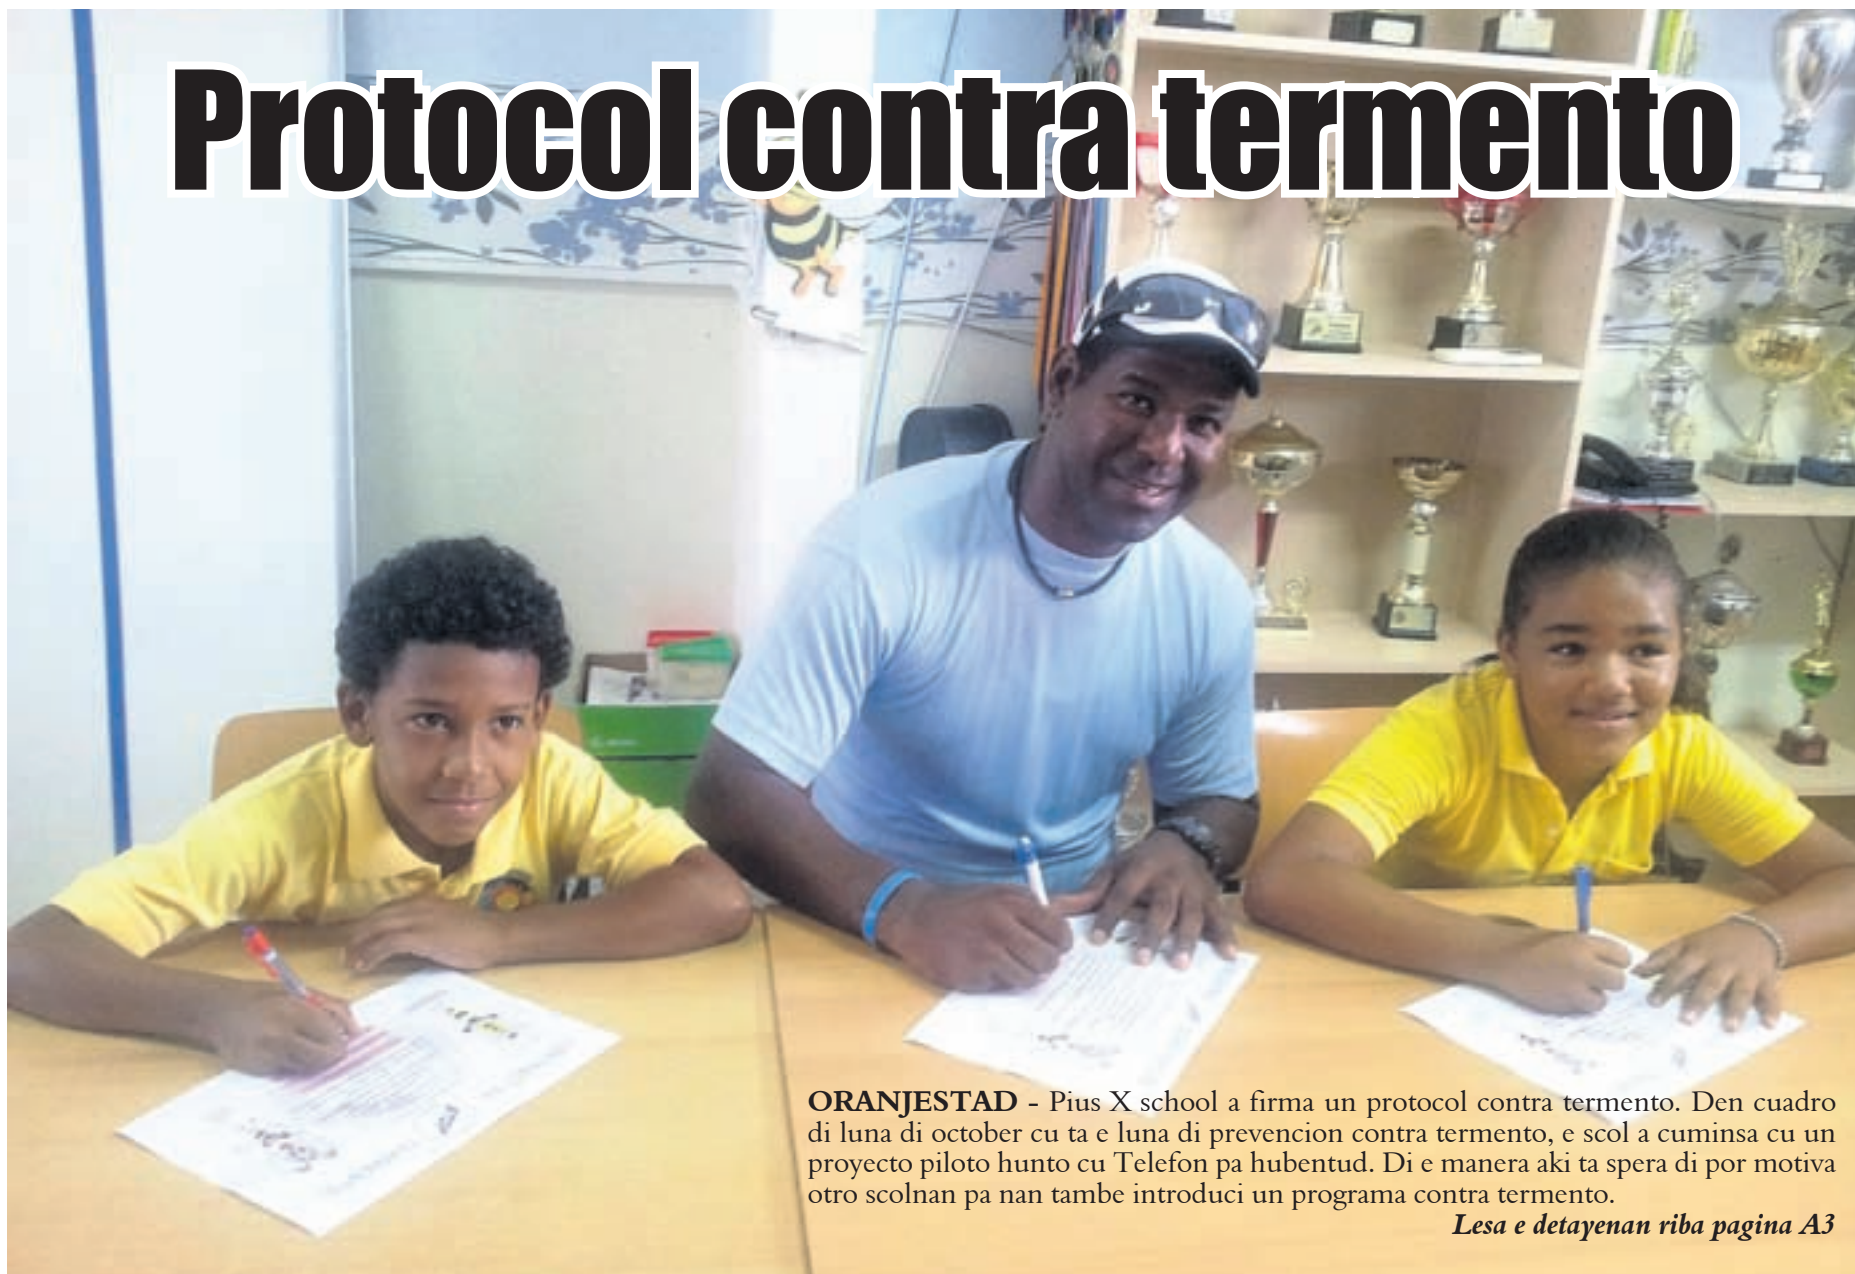 Protocol contra termento
ORANJESTAD - Pius X school a firma un protocol contra termento. Den cuadro
di luna di october cu ta e luna di prevencion contra termento, e scol a cuminsa cu un
proyecto piloto hunto cu Telefon pa hubentud. Di e manera aki ta spera di por motiva
otro scolnan pa nan tambe introduci un programa contra termento.
Lesa e detayenan riba pagina A3